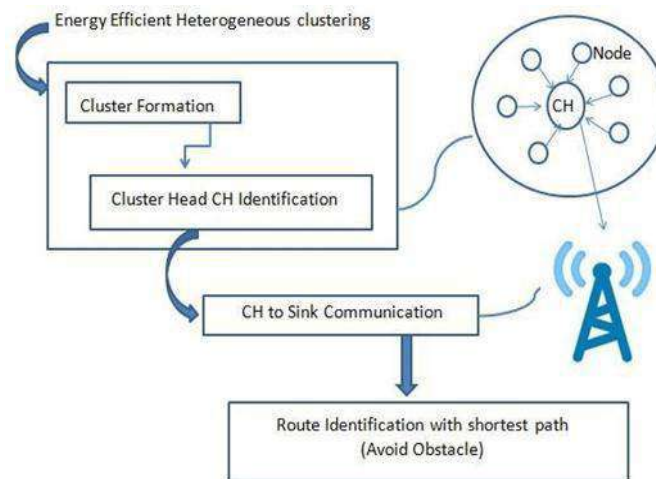 Energy Efficient Heterogeneous clustering
Cluster Formation
Cluster Head CH Identification
Node
CH
CH to Sink Communication
Route Identification with shortest path
(Avoid Obstacle)